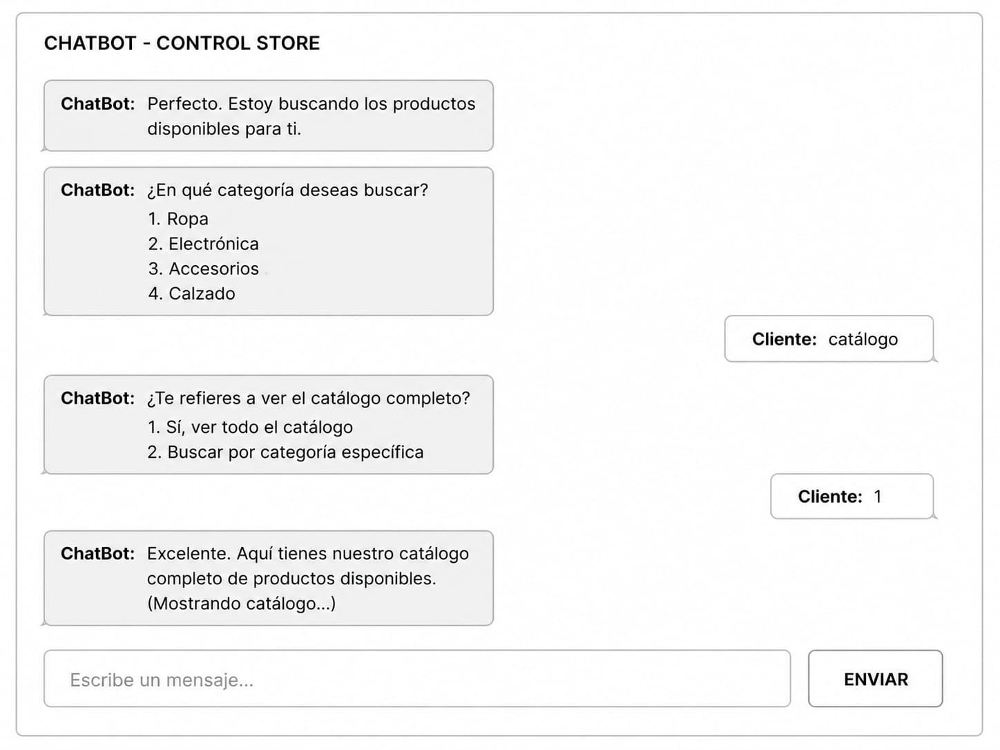 CHATBOT - CONTROL STORE
ChatBot: Perfecto. Estoy buscando los productos
disponibles para ti.
ChatBot: ¿En qué categoría deseas buscar?
1. Ropa
2. Electrónica
3. Accesorios
4. Calzado
Cliente: catálogo
ChatBot: ¿Te refieres a ver el catálogo completo?
1. Sí, ver todo el catálogo
2. Buscar por categoría específica
Cliente: 1
ChatBot: Excelente. Aquí tienes nuestro catálogo
completo de productos disponibles.
(Mostrando catálogo...)
Escribe un mensaje...
ENVIAR